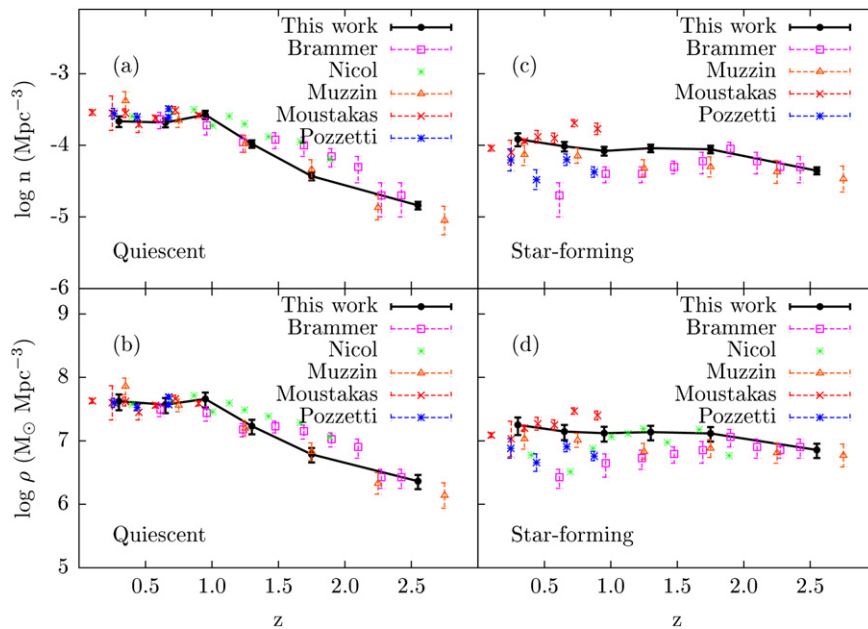 This work
Brammer
Nicol
Muzzin
Moustakas
Pozzetti
(a)
Quiescent
-3
-4
-5
-6
log n (Mpc⁻³)
This work
Brammer
Muzzin
Moustakas
Pozzetti
(c)
Star-forming
This work
Brammer
Nicol
Muzzin
Moustakas
Pozzetti
(b)
Quiescent
9
8
7
6
5
log ρ (M⊙ Mpc⁻³)
0.5 1.0 1.5 2.0 2.5
z
This work
Brammer
Nicol
Muzzin
Moustakas
Pozzetti
(d)
Star-forming
0.5 1.0 1.5 2.0 2.5
z